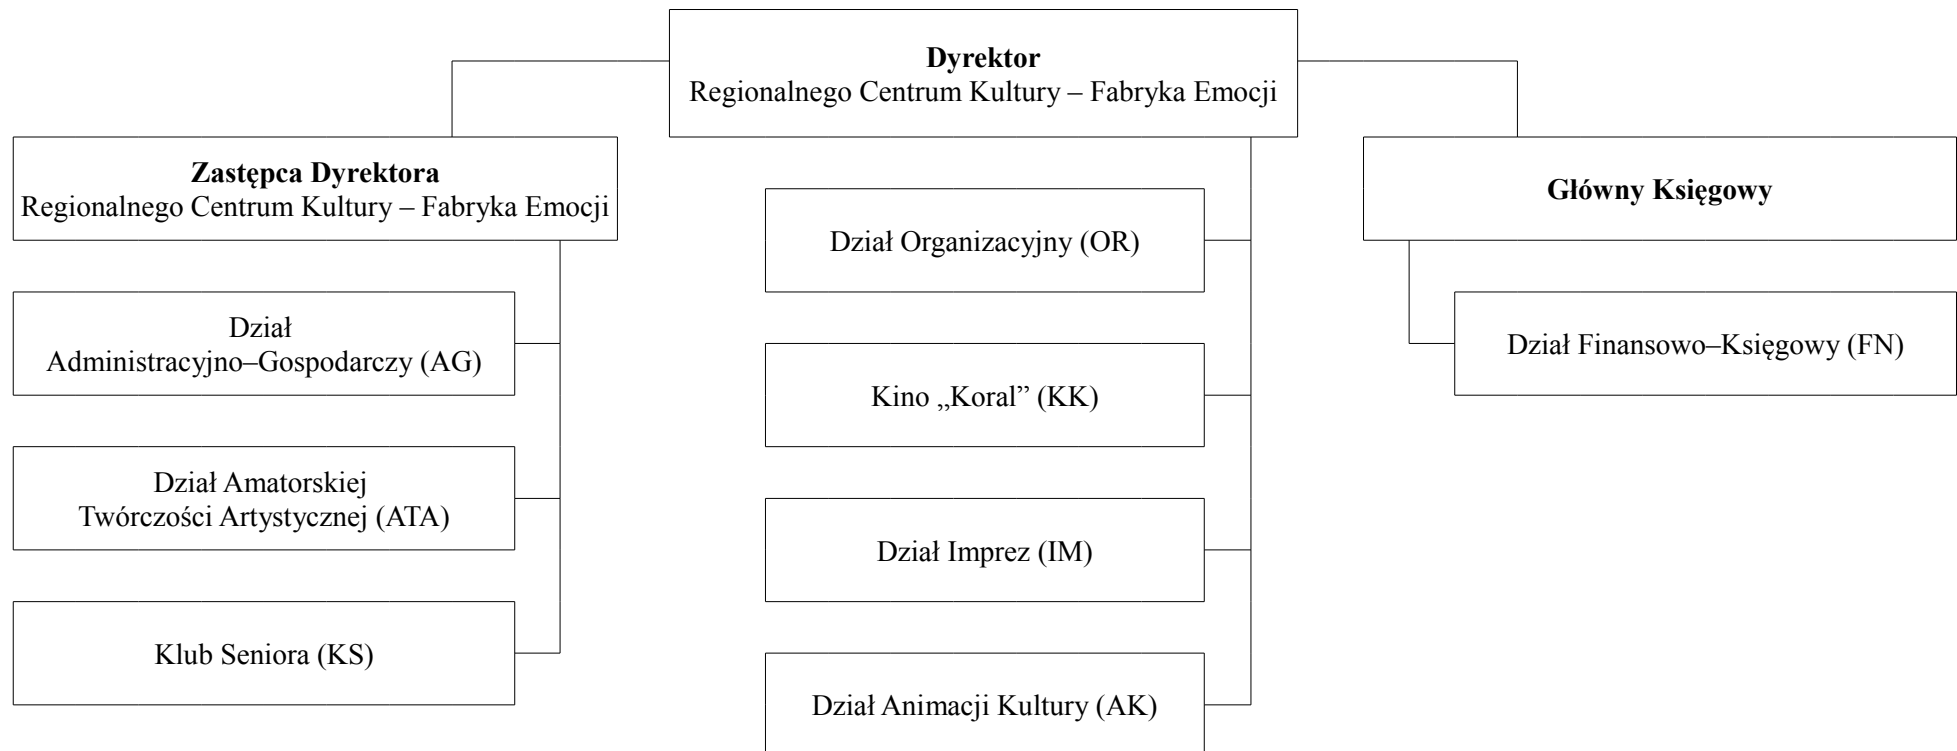 Dyrektor
Regionalnego Centrum Kultury – Fabryka Emocji
Zastępca Dyrektora
Regionalnego Centrum Kultury – Fabryka Emocji
Dział
Administracyjno–Gospodarczy (AG)
Dział Amatorskiej
Twórczości Artystycznej (ATA)
Klub Seniora (KS)
Dział Organizacyjny (OR)
Kino „Koral” (KK)
Dział Imprez (IM)
Dział Animacji Kultury (AK)
Główny Księgowy
Dział Finansowo–Księgowy (FN)